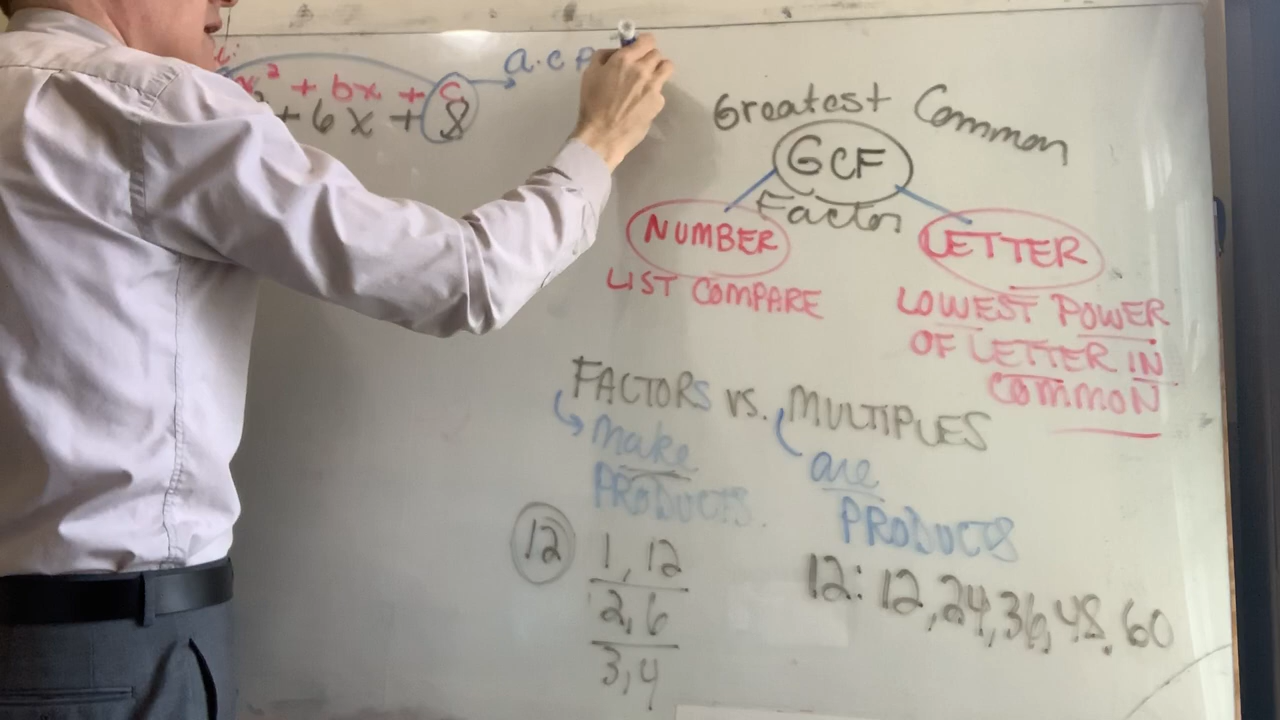 x² + bx + c
+ 6x + 8
a.c
Greatest Common
GCF
Factor
NUMBER
LIST COMPARE
LETTER
LOWEST POWER
OF LETTER IN
COMMON
FACTORS VS. MULTIPLES
make
PRODUCTS.
are
PRODUCTS
12
1, 12
2, 6
3, 4
12: 12, 24, 36, 48, 60